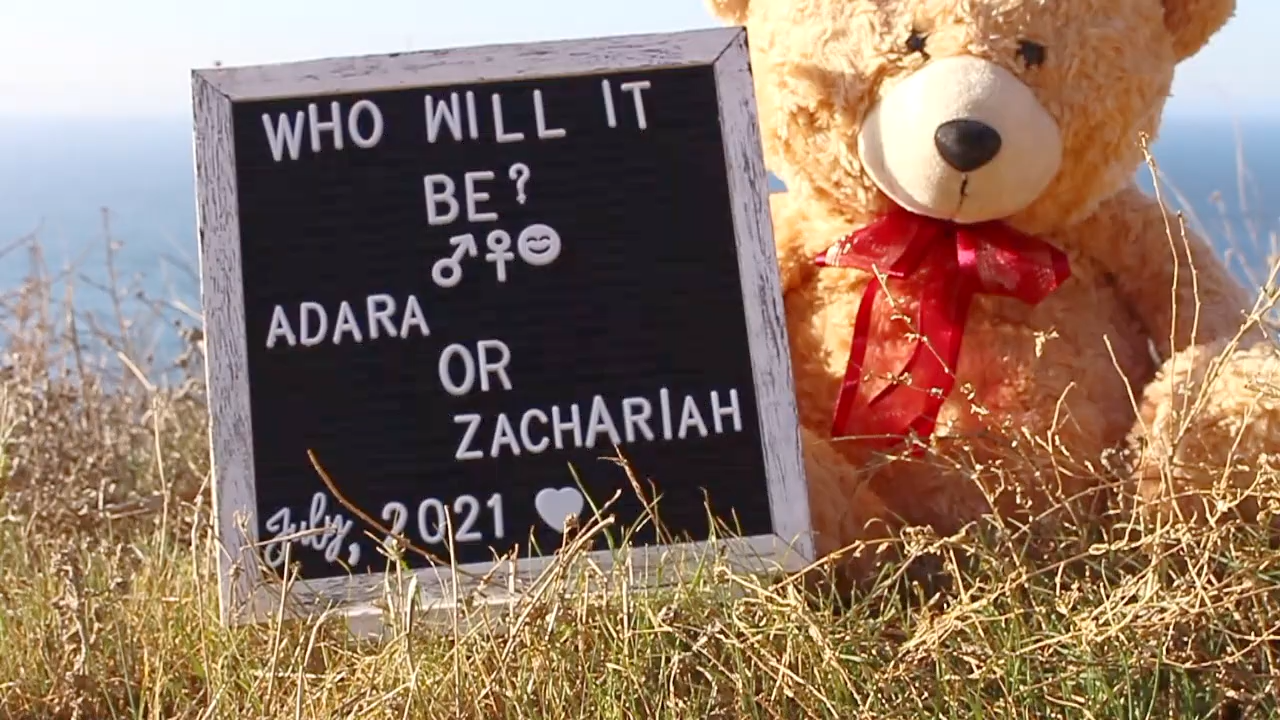 WHO WILL IT
BE?
♂♀😊
ADARA
OR
ZACHARIAH
July, 2021 ♥